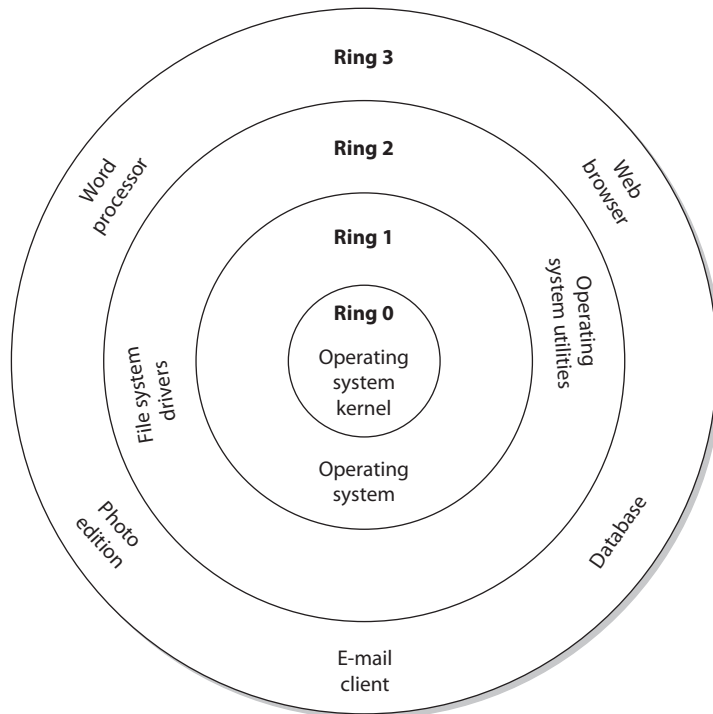 Ring 3
Word
processor
Web
browser
Ring 2
File system
drivers
Operating
system utilities
Ring 1
Ring 0
Operating
system
kernel
Operating
system
Photo
edition
Database
E-mail
client